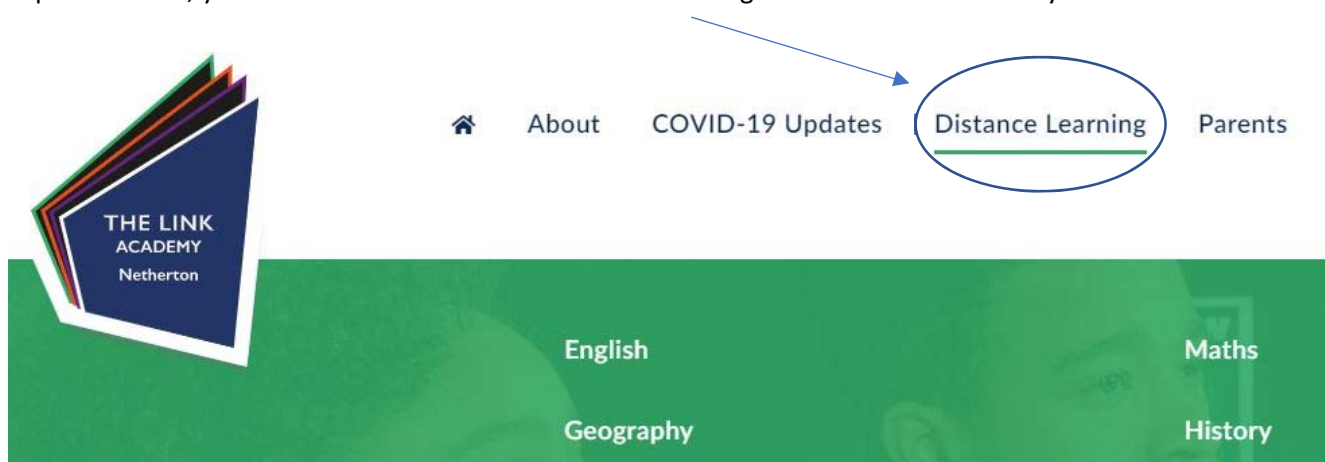 About COVID-19 Updates Distance Learning Parents
THE LINK
ACADEMY
Netherton
English Maths
Geography History